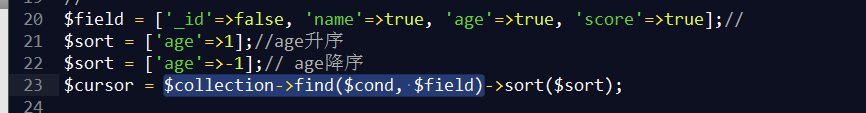 20 $field = ['_id'=>false, 'name'=>true, 'age'=>true, 'score'=>true];//
21 $sort = ['age'=>1];//age升序
22 $sort = ['age'=>-1];// age降序
23 $cursor = $collection->find($cond, $field)->sort($sort);
24